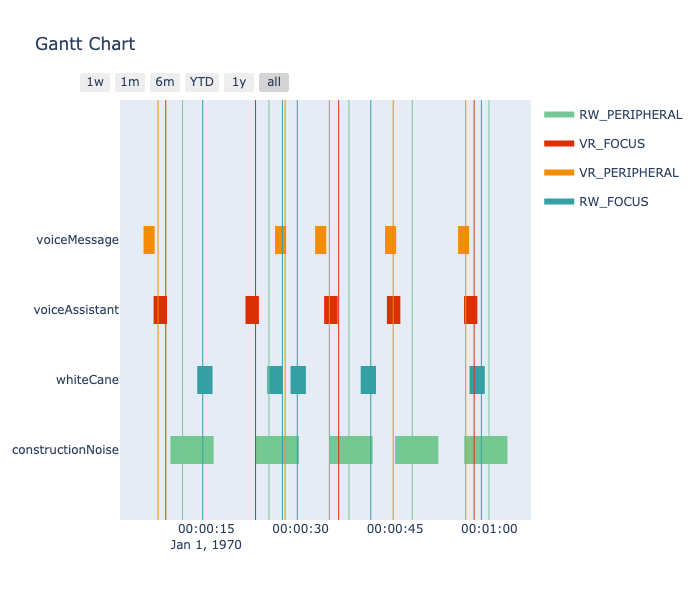 Gantt Chart
1w 1m 6m YTD 1y all
RW_PERIPHERAL
VR_FOCUS
VR_PERIPHERAL
RW_FOCUS
voiceMessage
voiceAssistant
whiteCane
constructionNoise
00:00:15 00:00:30 00:00:45 00:01:00
Jan 1, 1970